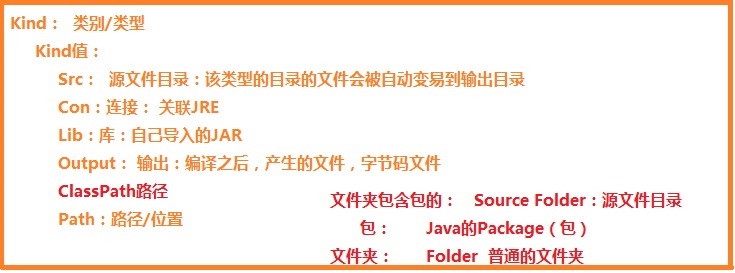 Kind： 类别/类型
Kind值：
Src： 源文件目录：该类型的目录的文件会被自动变易到输出目录
Con：连接： 关联JRE
Lib：库：自己导入的JAR
Output： 输出：编译之后，产生的文件，字节码文件
ClassPath路径
Path：路径/位置
文件夹包含包的： Source Folder：源文件目录
包： Java的Package（包）
文件夹： Folder 普通的文件夹